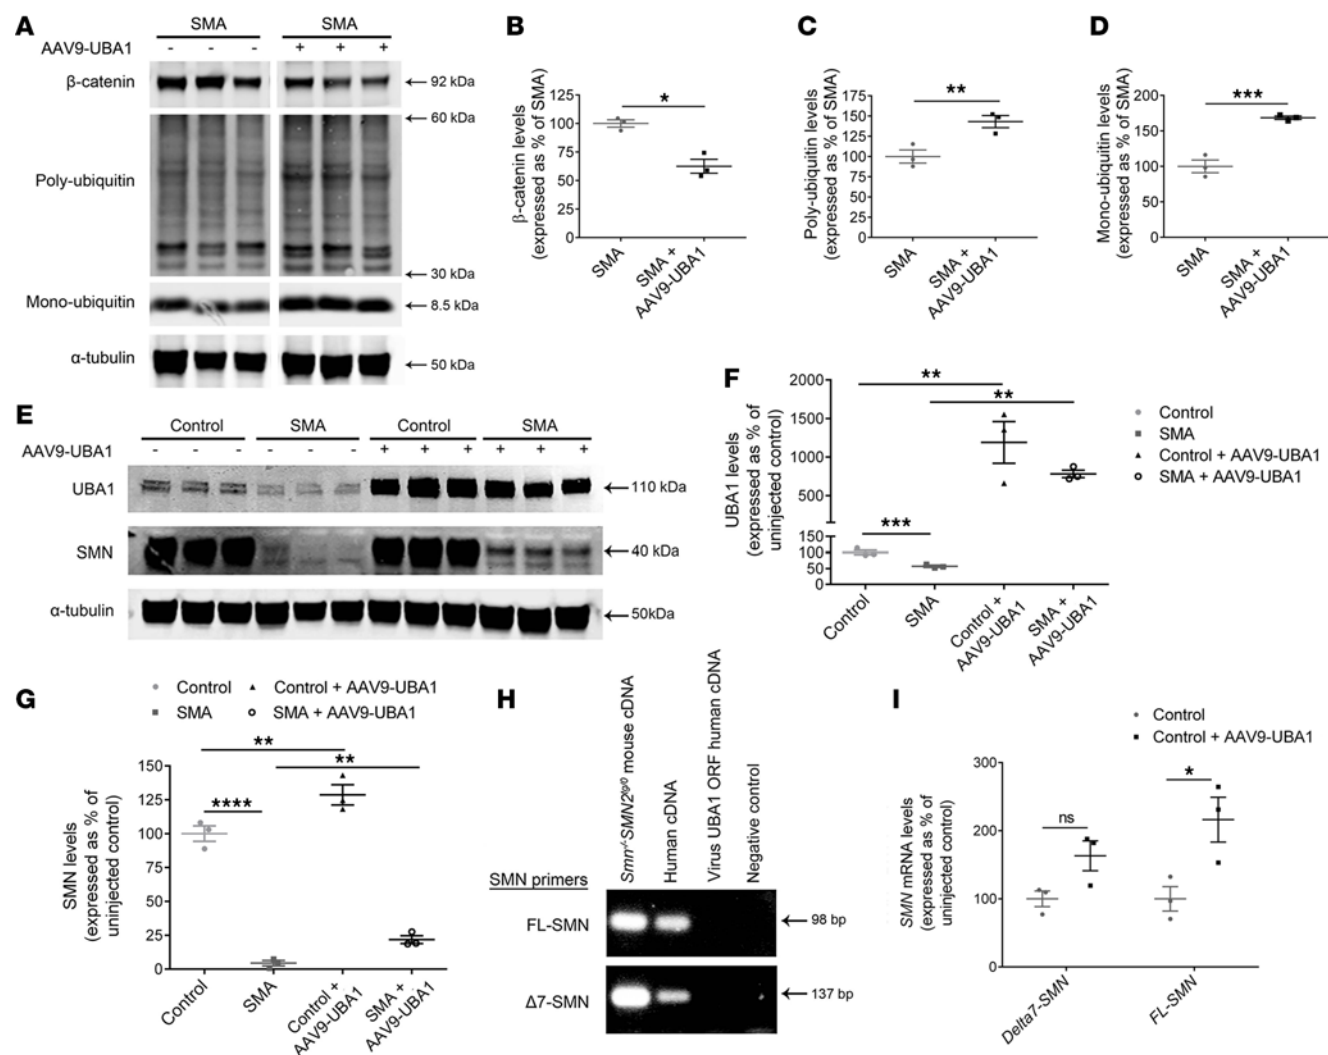 A
SMA
SMA
AAV9-UBA1
- - - + + +
β-catenin
92 kDa
60 kDa
Poly-ubiquitin
30 kDa
Mono-ubiquitin
8.5 kDa
α-tubulin
50 kDa
B
β-catenin levels
(expressed as % of SMA)
125
100
75
50
25
0
*
SMA
SMA +
AAV9-UBA1
C
Poly-ubiquitin levels
(expressed as % of SMA)
175
150
125
100
75
50
25
0
**
SMA
SMA +
AAV9-UBA1
D
Mono-ubiquitin levels
(expressed as % of SMA)
200
150
100
50
0
***
SMA
SMA +
AAV9-UBA1
E
Control SMA Control SMA
AAV9-UBA1
- - - - - - + + + + + +
UBA1
110 kDa
SMN
40 kDa
α-tubulin
50kDa
F
UBA1 levels
(expressed as % of
uninjected control)
2000
1500
1000
500
150
100
50
0
**
**
***
Control
SMA
Control +
AAV9-UBA1
SMA +
AAV9-UBA1
Control
SMA
Control + AAV9-UBA1
SMA + AAV9-UBA1
G
Control
SMA
Control + AAV9-UBA1
SMA + AAV9-UBA1
SMN levels
(expressed as % of
uninjected control)
150
125
100
75
50
25
0
**
**
****
Control
SMA
Control +
AAV9-UBA1
SMA +
AAV9-UBA1
H
Smn-/-SMN2tg/0 mouse cDNA
Human cDNA
Virus UBA1 ORF human cDNA
Negative control
SMN primers
FL-SMN
98 bp
Δ7-SMN
137 bp
I
Control
Control + AAV9-UBA1
SMN mRNA levels
(expressed as % of
uninjected control)
300
200
100
0
ns
*
Delta7-SMN
FL-SMN